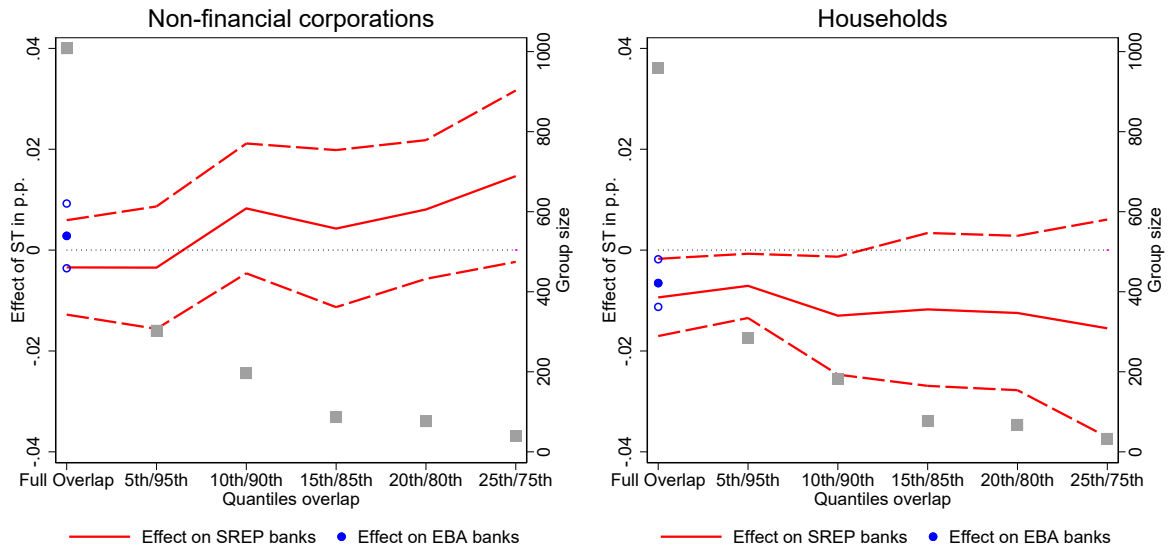 Non-financial corporations
Effect of ST in p.p.
.04
.02
0
-.02
-.04
1000
800
600
400
200
0
Group size
Full Overlap 5th/95th 10th/90th 15th/85th 20th/80th 25th/75th
Quantiles overlap
Effect on SREP banks Effect on EBA banks
Households
Effect of ST in p.p.
.04
.02
0
-.02
-.04
1000
800
600
400
200
0
Group size
Full Overlap 5th/95th 10th/90th 15th/85th 20th/80th 25th/75th
Quantiles overlap
Effect on SREP banks Effect on EBA banks